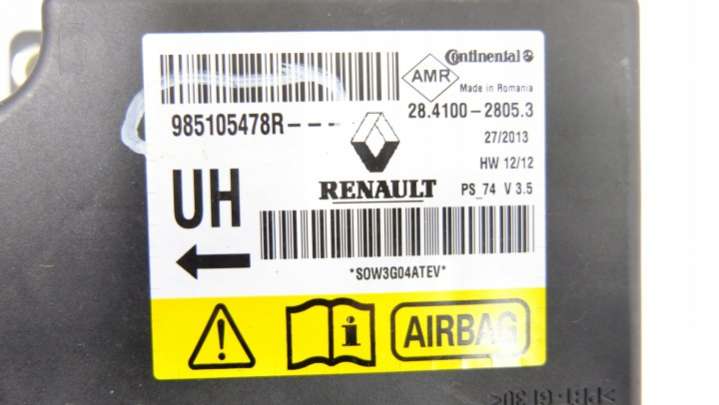 Continental
AMR
Made in Romania
985105478R---
28.4100-2805.3
27/2013
HW 12/12
UH
RENAULT
PS_74 V 3.5
*SOW3G04ATEV*
AIRBAG